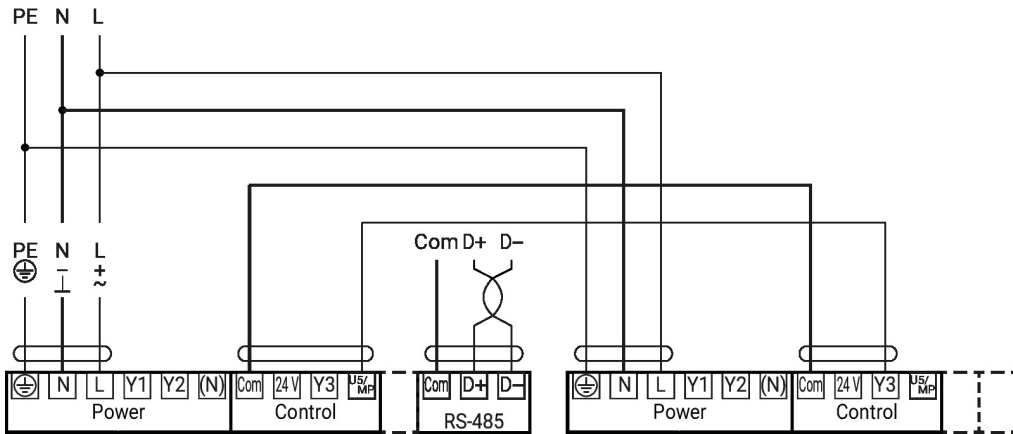 PE N L
PE N L
− +
⊥ ~
Com D+ D−
N L Y1 Y2 (N) Com 24 V Y3 U5/MP Com D+ D− N L Y1 Y2 (N) Com 24 V Y3 U5/MP
Power Control RS-485 Power Control